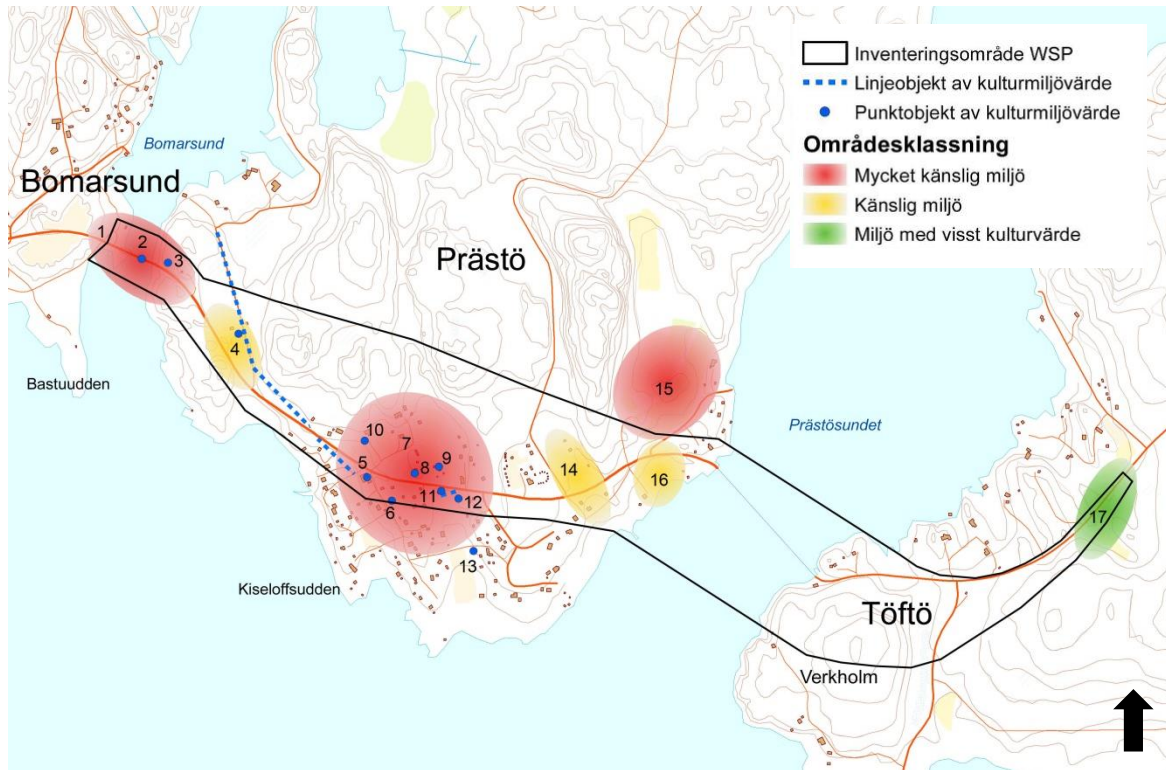 Inventeringsområde WSP
Linjeobjekt av kulturmiljövärde
Punktobjekt av kulturmiljövärde
Områdesklassning
Mycket känslig miljö
Känslig miljö
Miljö med visst kulturvärde
Bomarsund
Bomarsund
1
2
3
Prästö
4
Bastuudden
15
10
7
9
14
Prästösundet
5
8
16
11
12
6
17
13
Kiseloffsudden
Töftö
Verkholm